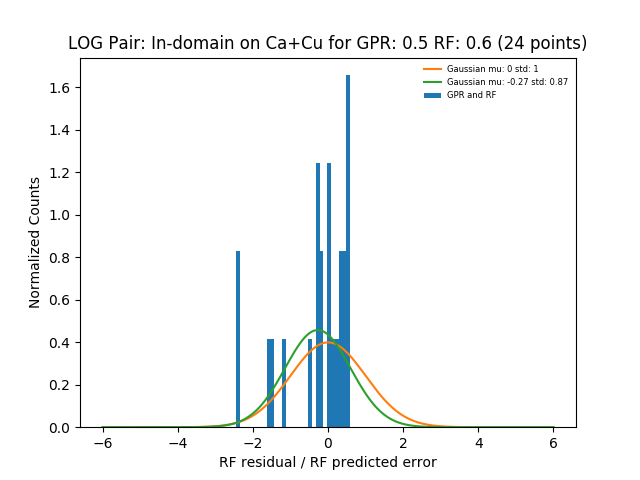 LOG Pair: In-domain on Ca+Cu for GPR: 0.5 RF: 0.6 (24 points)
Gaussian mu: 0 std: 1
Gaussian mu: -0.27 std: 0.87
GPR and RF
Normalized Counts
1.6
1.4
1.2
1.0
0.8
0.6
0.4
0.2
0.0
−6
−4
−2
0
2
4
6
RF residual / RF predicted error